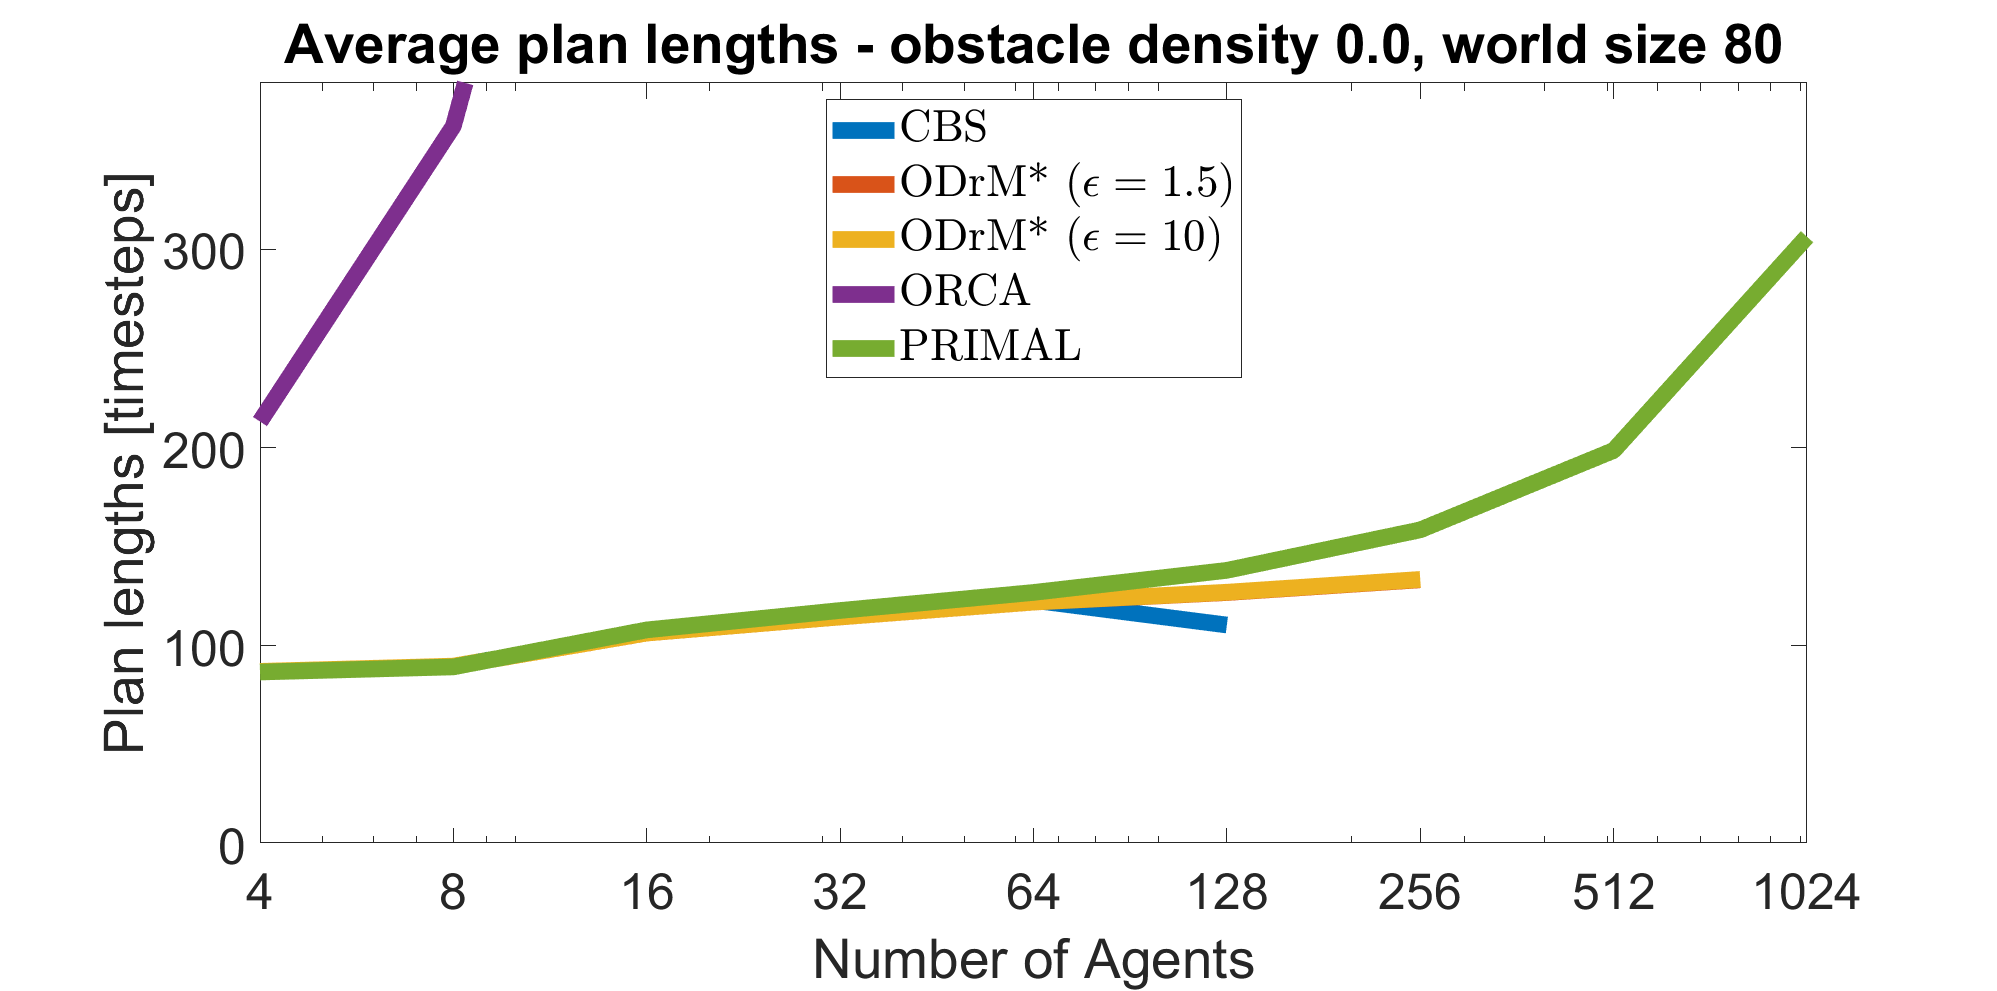 Average plan lengths - obstacle density 0.0, world size 80
CBS
ODrM* (ϵ = 1.5)
ODrM* (ϵ = 10)
ORCA
PRIMAL
Plan lengths [timesteps]
300
200
100
0
4 8 16 32 64 128 256 512 1024
Number of Agents